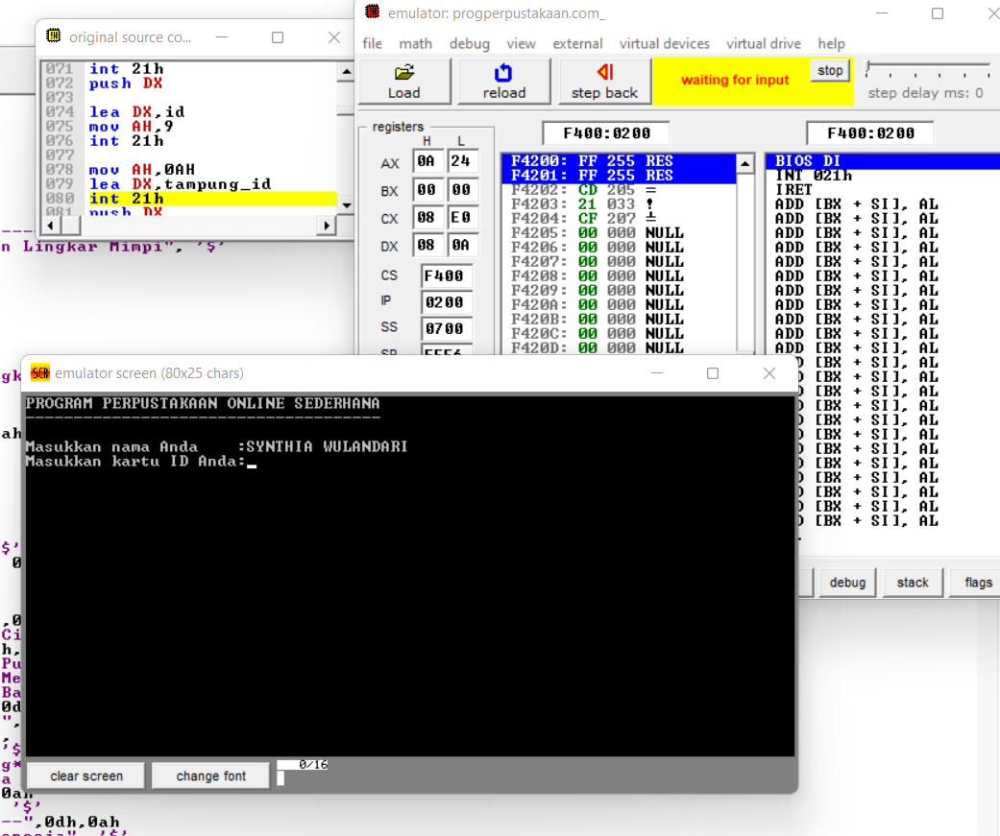 original source co...
071 int 21h
072 push DX
073
074 lea DX,id
075 mov AH,9
076 int 21h
077
078 mov AH,0AH
079 lea DX,tampung_id
080 int 21h
081 push DX
n Lingkar Mimpi", '$'
emulator: progperpustakaan.com_
file math debug view external virtual devices virtual drive help
Load
reload
step back
waiting for input
stop
step delay ms: 0
registers
H L
AX 0A 24
BX 00 00
CX 08 E0
DX 08 0A
CS F400
IP 0200
SS 0700
SP FFF6
F400:0200
F4200: FF 255 RES
F4201: FF 255 RES
F4202: CD 205 =
F4203: 21 033 !
F4204: CF 207 ╧
F4205: 00 000 NULL
F4206: 00 000 NULL
F4207: 00 000 NULL
F4208: 00 000 NULL
F4209: 00 000 NULL
F420A: 00 000 NULL
F420B: 00 000 NULL
F420C: 00 000 NULL
F420D: 00 000 NULL
F400:0200
BIOS DI
INT 021h
IRET
ADD [BX + SI], AL
ADD [BX + SI], AL
ADD [BX + SI], AL
ADD [BX + SI], AL
ADD [BX + SI], AL
ADD [BX + SI], AL
ADD [BX + SI], AL
ADD [BX + SI], AL
ADD [BX + SI], AL
ADD [BX + SI], AL
ADD [BX + SI], AL
D [BX + SI], AL
D [BX + SI], AL
D [BX + SI], AL
D [BX + SI], AL
D [BX + SI], AL
D [BX + SI], AL
D [BX + SI], AL
D [BX + SI], AL
D [BX + SI], AL
D [BX + SI], AL
D [BX + SI], AL
D [BX + SI], AL
debug
stack
flags
SCR
emulator screen (80x25 chars)
PROGRAM PERPUSTAKAAN ONLINE SEDERHANA
-------------------------------------
Masukkan nama Anda :SYNTHIA WULANDARI
Masukkan kartu ID Anda:_
clear screen
change font
0/16
gk
ah
$'
0
,0
Ci
h,
Pu
Me
Ba
0d
",
'$
g*
a
0ah
'$'
--",0dh,0ah